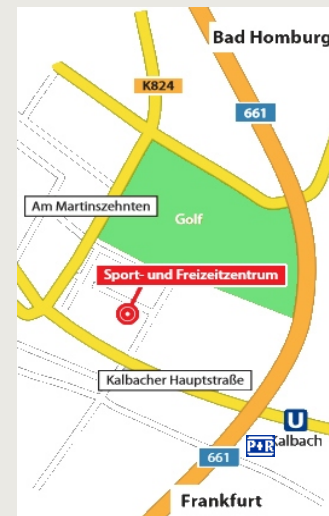 Bad Homburg
K824
661
Am Martinszehnten
Golf
Sport- und Freizeitzentrum
Kalbacher Hauptstraße
U
P+R Kalbach
661
Frankfurt